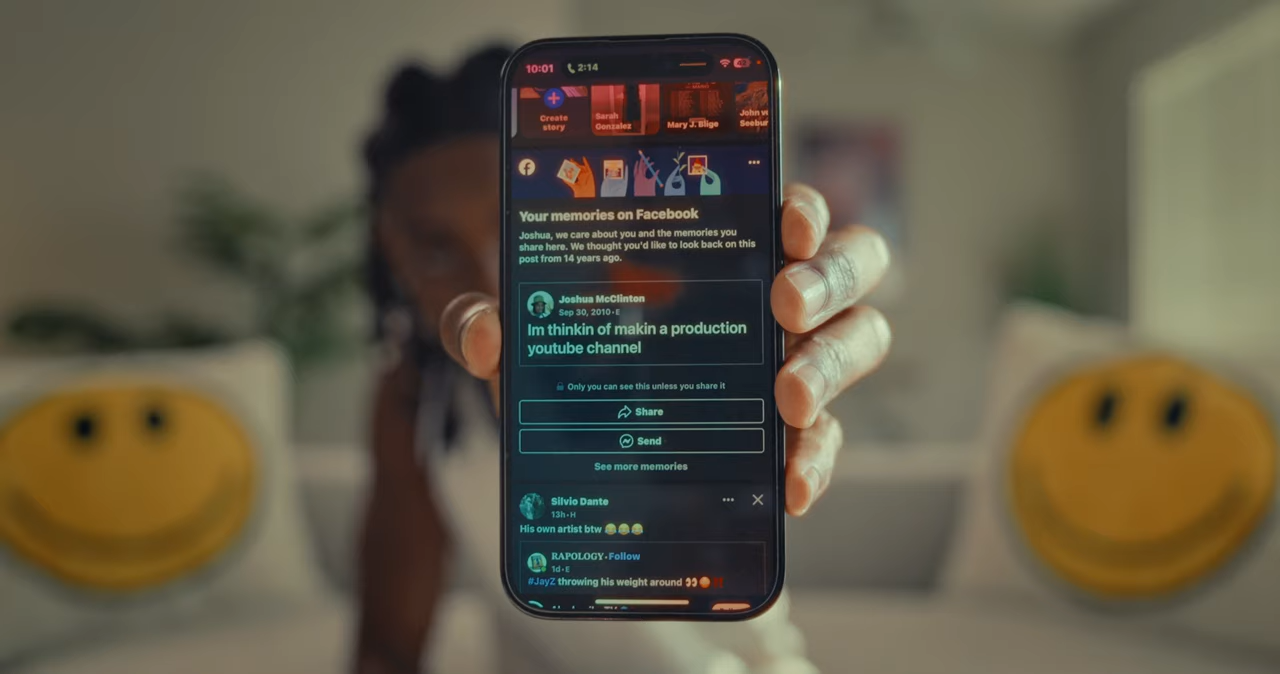 10:01 2:14
Create
story
Sarah
Gonzalez
Mary J. Blige
John v
Seebur
Your memories on Facebook
Joshua, we care about you and the memories you
share here. We thought you'd like to look back on this
post from 14 years ago.
Joshua McClinton
Sep 30, 2010 · E
Im thinkin of makin a production
youtube channel
Only you can see this unless you share it
Share
Send
See more memories
Silvio Dante
13h · H
His own artist btw 😂😂😂
RAPOLOGY · Follow
1d · E
#JayZ throwing his weight around 👀